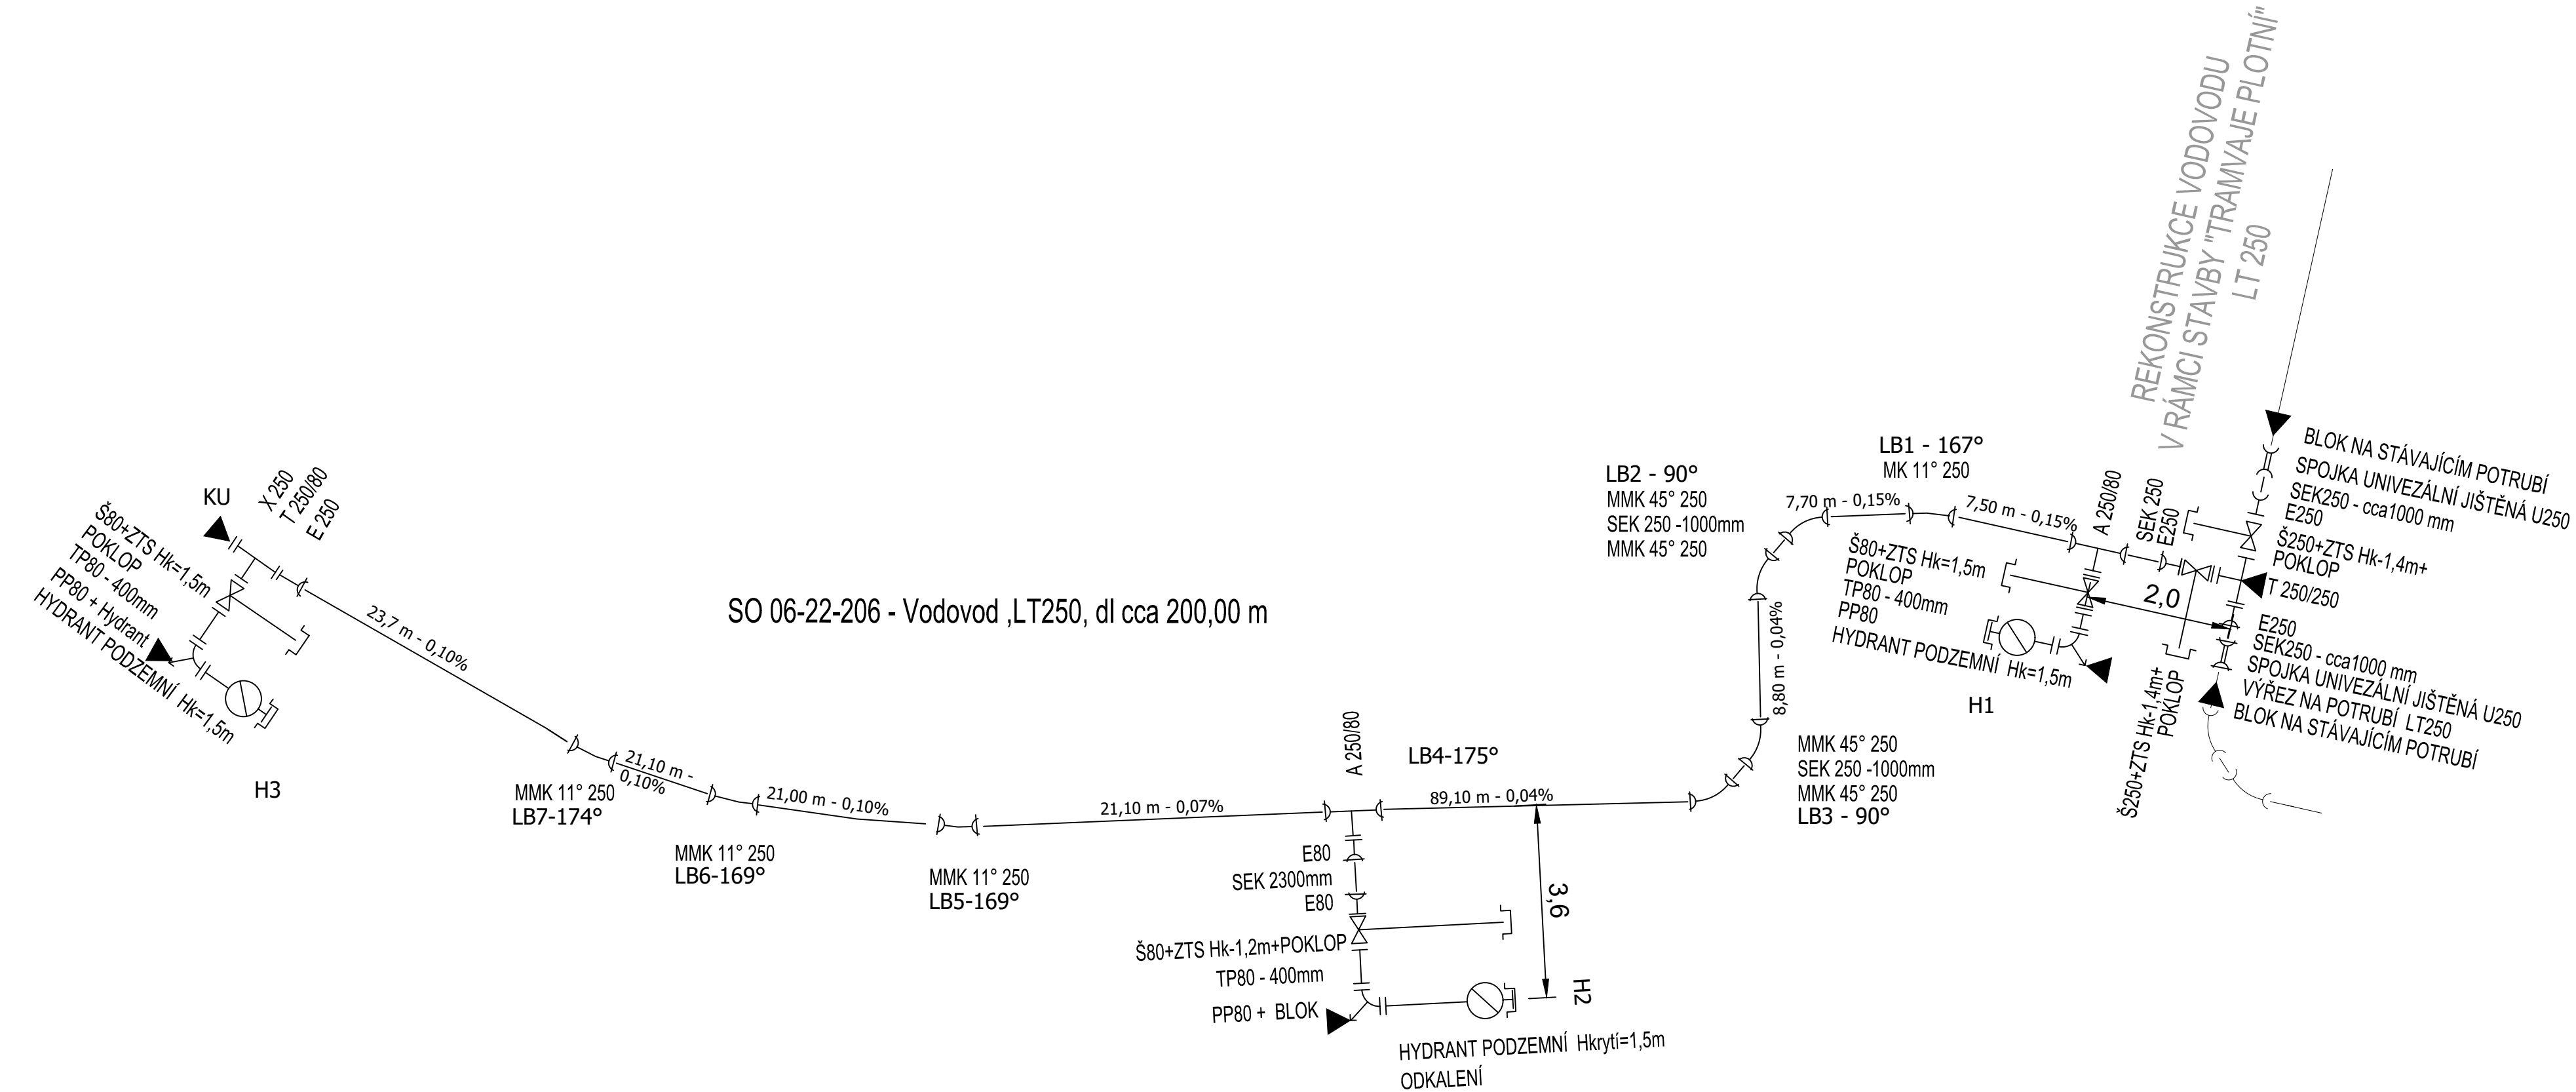 REKONSTRUKCE VODOVODU
V RÁMCI STAVBY "TRAMVAJE PLOTNÍ"
LT 250
KU
X 250
T 250/80
E 250
Š80+ZTS Hk=1,5m
POKLOP
TP80 - 400mm
PP80 + Hydrant
HYDRANT PODZEMNÍ Hk=1,5m
H3
23,7 m - 0,10%
MMK 11° 250
LB7-174°
21,10 m -
0,10%
MMK 11° 250
LB6-169°
21,00 m - 0,10%
MMK 11° 250
LB5-169°
SO 06-22-206 - Vodovod ,LT250, dl cca 200,00 m
21,10 m - 0,07%
A 250/80
LB4-175°
89,10 m - 0,04%
E80
SEK 2300mm
E80
Š80+ZTS Hk-1,2m+POKLOP
TP80 - 400mm
PP80 + BLOK
3,6
H2
HYDRANT PODZEMNÍ Hkrytí=1,5m
ODKALENÍ
MMK 45° 250
SEK 250 -1000mm
MMK 45° 250
LB3 - 90°
8,80 m - 0,04%
LB2 - 90°
MMK 45° 250
SEK 250 -1000mm
MMK 45° 250
7,70 m - 0,15%
LB1 - 167°
MK 11° 250
7,50 m - 0,15%
A 250/80
SEK 250
E250
Š80+ZTS Hk=1,5m
POKLOP
TP80 - 400mm
PP80
HYDRANT PODZEMNÍ Hk=1,5m
H1
2,0
Š250+ZTS Hk-1,4m+
POKLOP
BLOK NA STÁVAJÍCÍM POTRUBÍ
SPOJKA UNIVEZÁLNÍ JIŠTĚNÁ U250
SEK250 - cca1000 mm
E250
Š250+ZTS Hk-1,4m+
POKLOP
T 250/250
E250
SEK250 - cca1000 mm
SPOJKA UNIVEZÁLNÍ JIŠTĚNÁ U250
VÝŘEZ NA POTRUBÍ LT250
BLOK NA STÁVAJÍCÍM POTRUBÍ